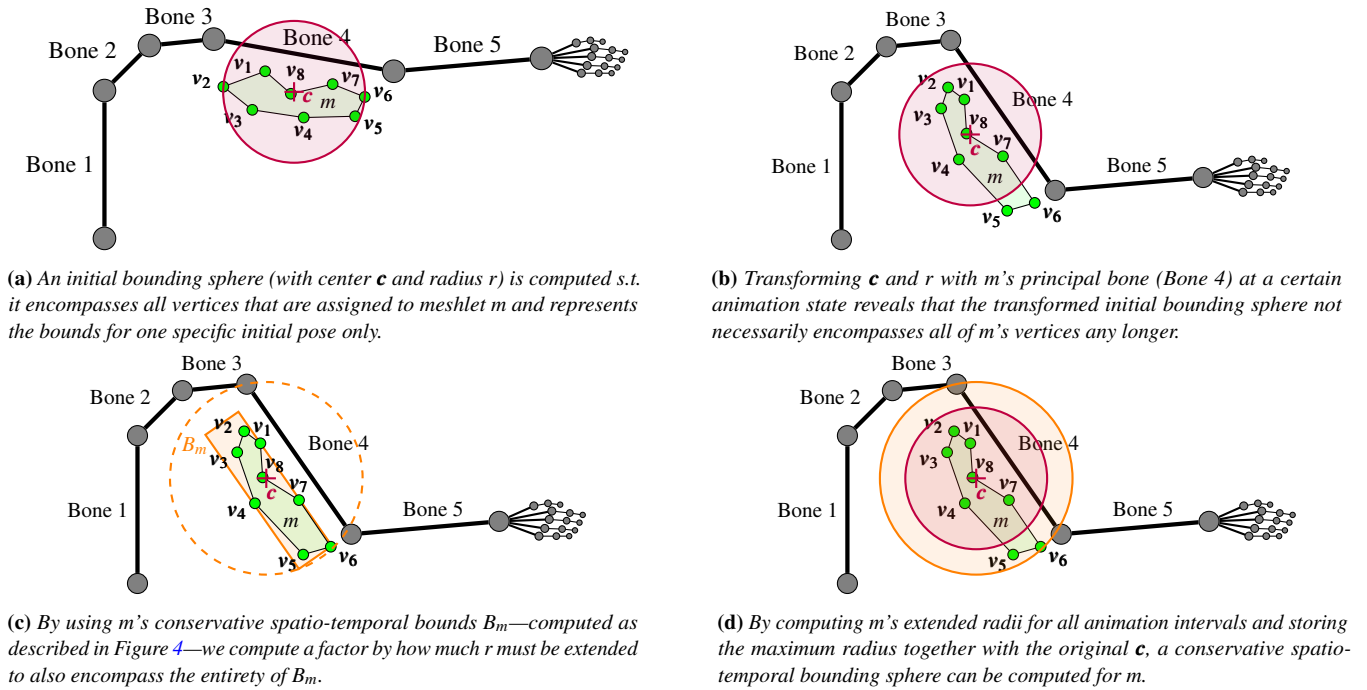 Bone 3
Bone 2
Bone 4
Bone 5
Bone 1
v1
v2
v8
v7
v6
c
m
v3
v4
v5
(a) An initial bounding sphere (with center c and radius r) is computed s.t.
it encompasses all vertices that are assigned to meshlet m and represents
the bounds for one specific initial pose only.
Bone 3
Bone 2
Bone 4
Bone 5
Bone 1
v2
v1
v3
v8
v7
c
v4
m
v5
v6
(b) Transforming c and r with m's principal bone (Bone 4) at a certain
animation state reveals that the transformed initial bounding sphere not
necessarily encompasses all of m's vertices any longer.
Bone 3
Bone 2
Bone 4
Bone 5
Bone 1
Bm
v2
v1
v3
v8
v7
c
v4
m
v5
v6
(c) By using m's conservative spatio-temporal bounds Bm—computed as
described in Figure 4—we compute a factor by how much r must be extended
to also encompass the entirety of Bm.
Bone 3
Bone 2
Bone 4
Bone 5
Bone 1
v2
v1
v3
v8
v7
c
v4
m
v5
v6
(d) By computing m's extended radii for all animation intervals and storing
the maximum radius together with the original c, a conservative spatio-
temporal bounding sphere can be computed for m.